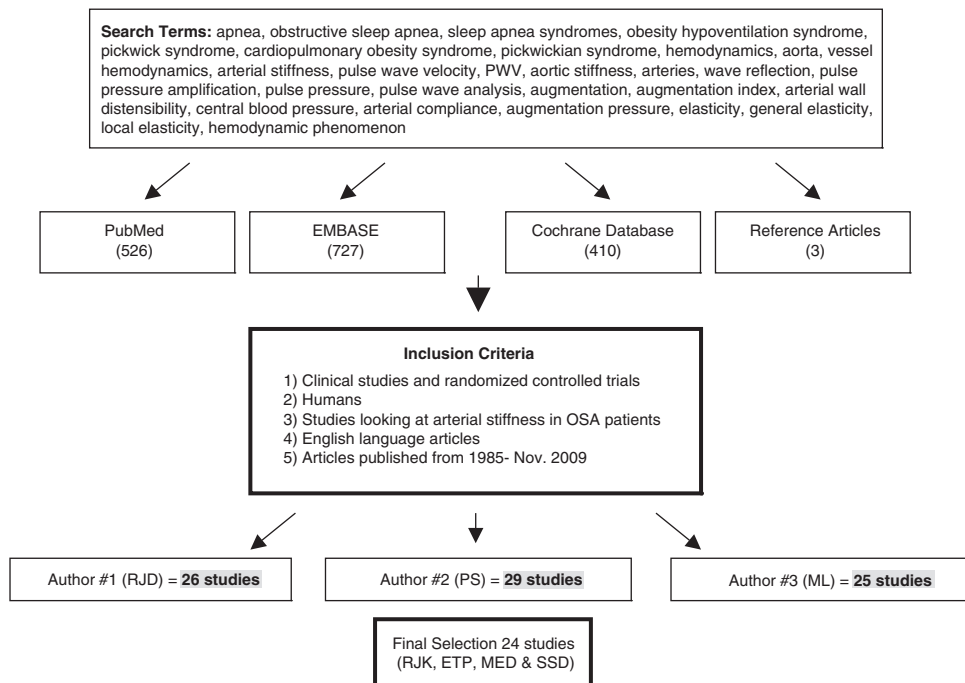 Search Terms: apnea, obstructive sleep apnea, sleep apnea syndromes, obesity hypoventilation syndrome,
pickwick syndrome, cardiopulmonary obesity syndrome, pickwickian syndrome, hemodynamics, aorta, vessel
hemodynamics, arterial stiffness, pulse wave velocity, PWV, aortic stiffness, arteries, wave reflection, pulse
pressure amplification, pulse pressure, pulse wave analysis, augmentation, augmentation index, arterial wall
distensibility, central blood pressure, arterial compliance, augmentation pressure, elasticity, general elasticity,
local elasticity, hemodynamic phenomenon
PubMed
(526)
EMBASE
(727)
Cochrane Database
(410)
Reference Articles
(3)
Inclusion Criteria
1) Clinical studies and randomized controlled trials
2) Humans
3) Studies looking at arterial stiffness in OSA patients
4) English language articles
5) Articles published from 1985- Nov. 2009
Author #1 (RJD) = 26 studies
Author #2 (PS) = 29 studies
Author #3 (ML) = 25 studies
Final Selection 24 studies
(RJK, ETP, MED & SSD)